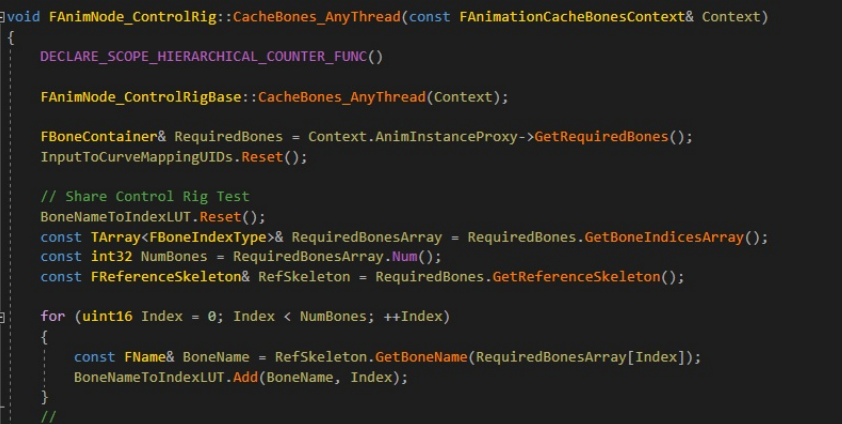 void FAnimNode_ControlRig::CacheBones_AnyThread(const FAnimationCacheBonesContext& Context)
{
DECLARE_SCOPE_HIERARCHICAL_COUNTER_FUNC()
FAnimNode_ControlRigBase::CacheBones_AnyThread(Context);
FBoneContainer& RequiredBones = Context.AnimInstanceProxy->GetRequiredBones();
InputToCurveMappingUIDs.Reset();
// Share Control Rig Test
BoneNameToIndexLUT.Reset();
const TArray<FBoneIndexType>& RequiredBonesArray = RequiredBones.GetBoneIndicesArray();
const int32 NumBones = RequiredBonesArray.Num();
const FReferenceSkeleton& RefSkeleton = RequiredBones.GetReferenceSkeleton();
for (uint16 Index = 0; Index < NumBones; ++Index)
{
const FName& BoneName = RefSkeleton.GetBoneName(RequiredBonesArray[Index]);
BoneNameToIndexLUT.Add(BoneName, Index);
}
//